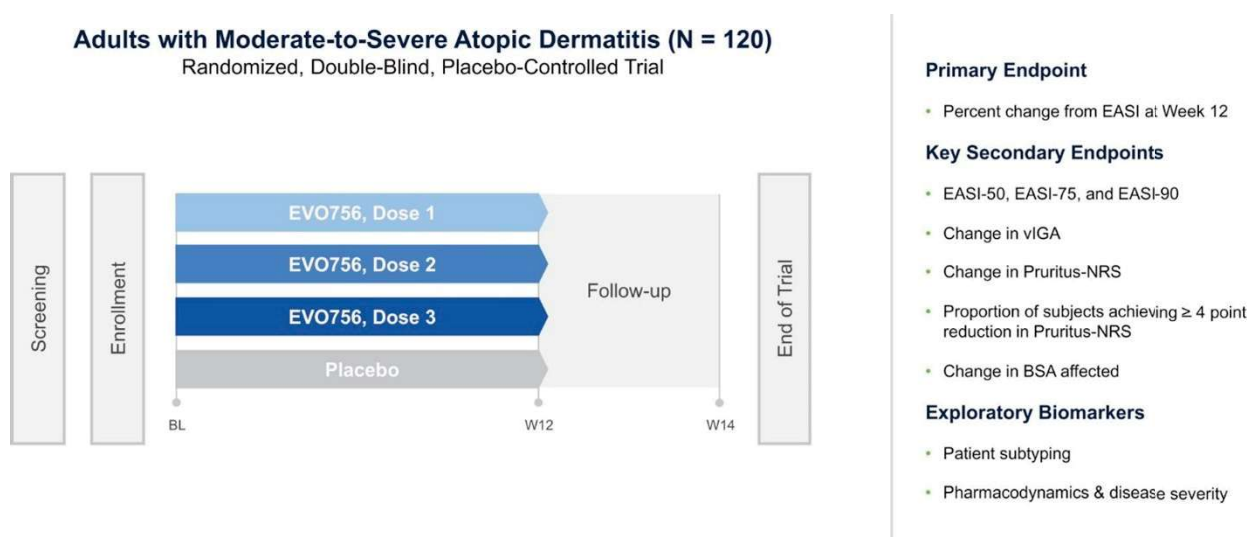 Adults with Moderate-to-Severe Atopic Dermatitis (N = 120)
Randomized, Double-Blind, Placebo-Controlled Trial
Screening
Enrollment
EVO756, Dose 1
EVO756, Dose 2
EVO756, Dose 3
Placebo
Follow-up
End of Trial
BL
W12
W14
Primary Endpoint
• Percent change from EASI at Week 12
Key Secondary Endpoints
• EASI-50, EASI-75, and EASI-90
• Change in vIGA
• Change in Pruritus-NRS
• Proportion of subjects achieving ≥ 4 point
reduction in Pruritus-NRS
• Change in BSA affected
Exploratory Biomarkers
• Patient subtyping
• Pharmacodynamics & disease severity